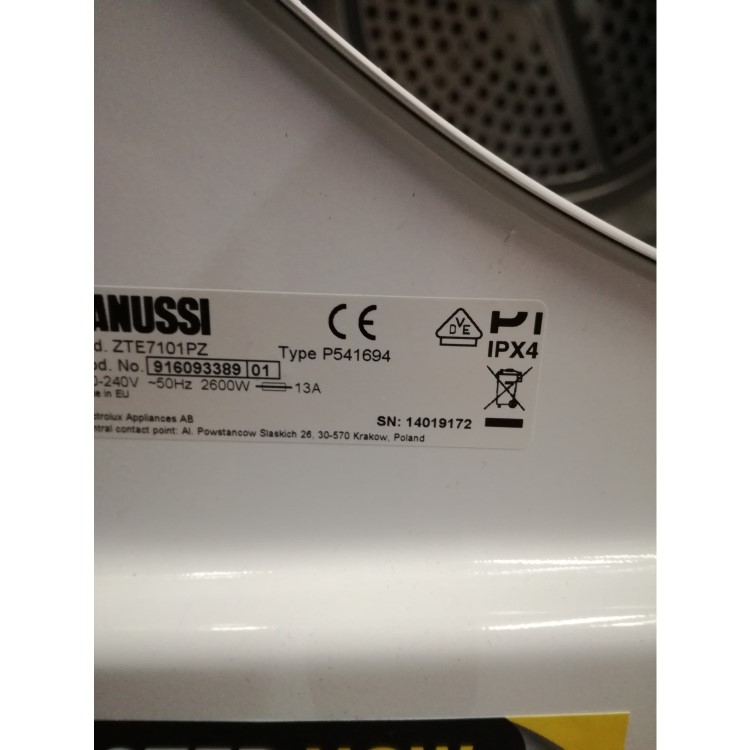 ANUSSI
d. ZTE7101PZ
Type P541694
od. No. 916093389 01
0-240V ~50Hz 2600W 13A
e in EU
ctrolux Appliances AB
ntral contact point: Al. Powstancow Slaskich 26, 30-570 Krakow, Poland
SN: 14019172
CE
DVE
IPX4